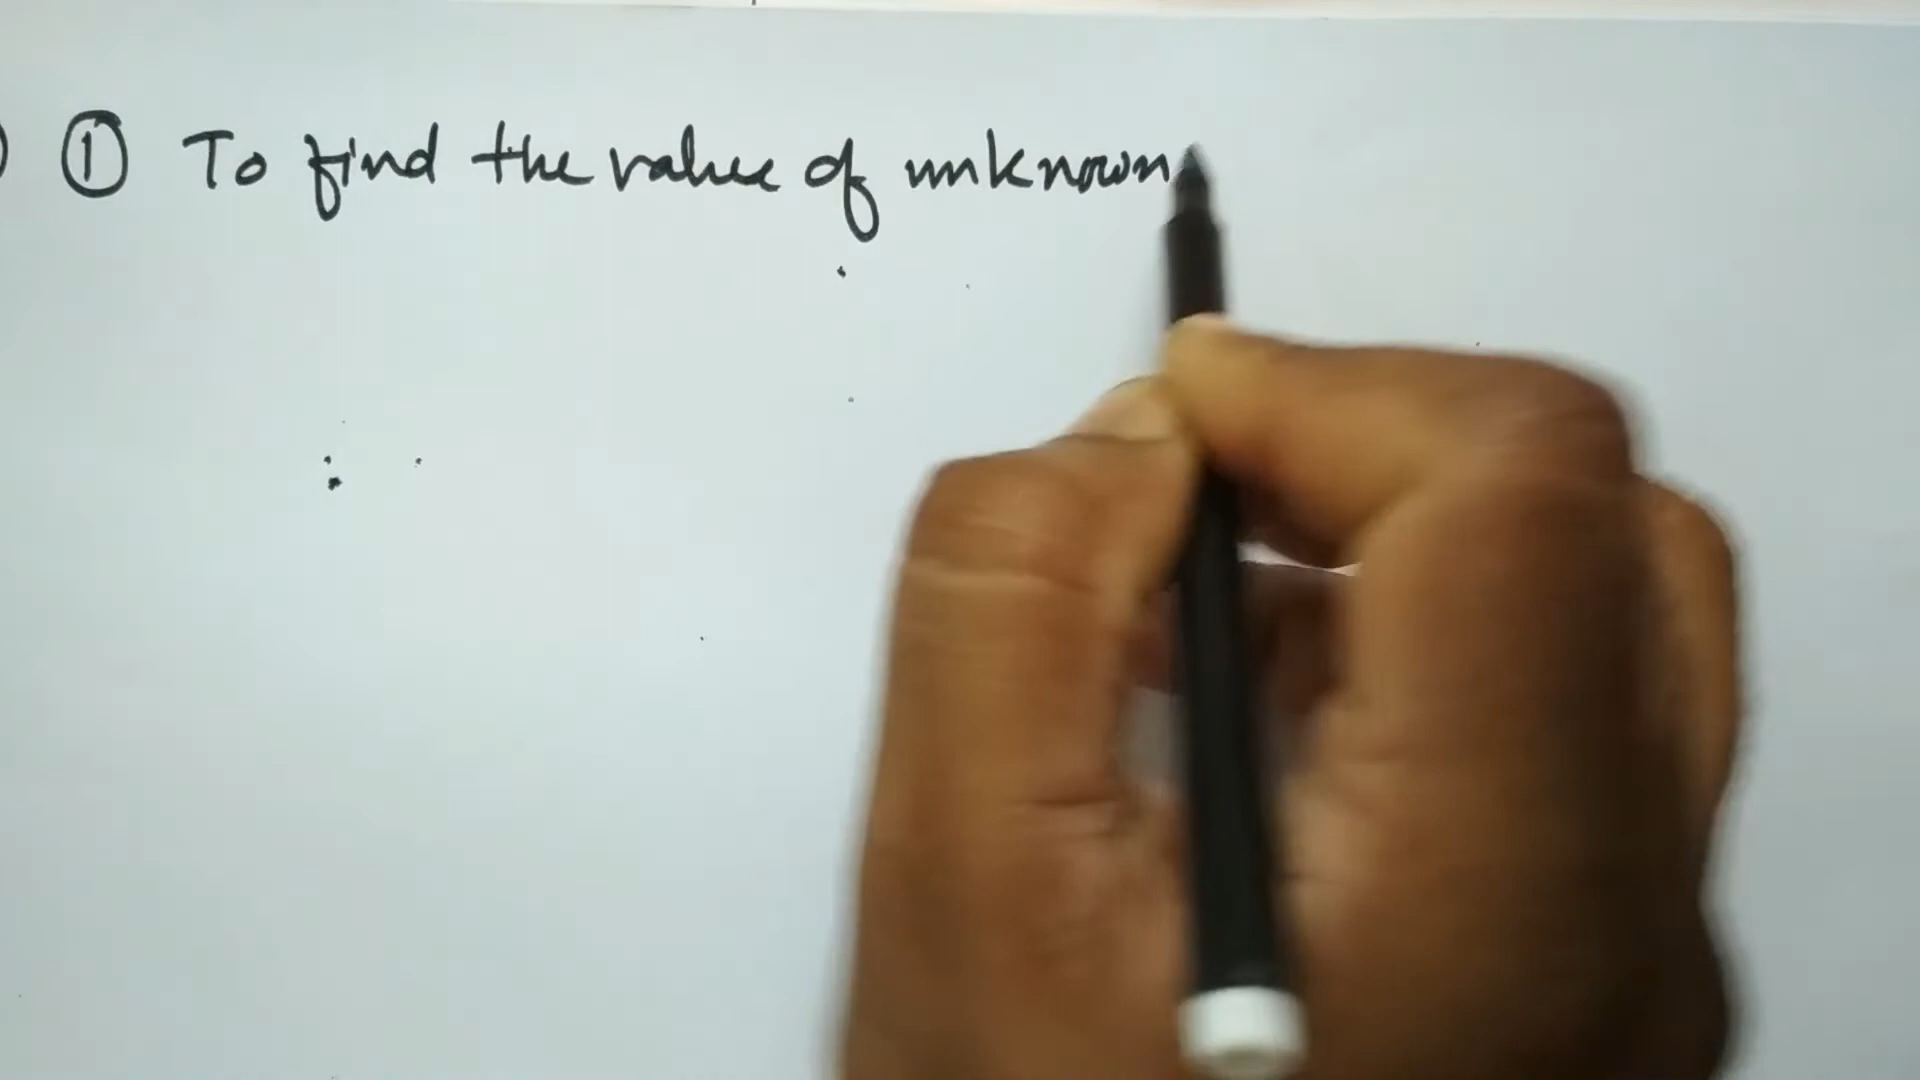 ① To find the value of unknown